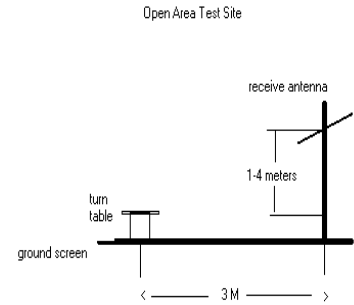 Open Area Test Site
receive antenna
1-4 meters
turn
table
ground screen
3 M